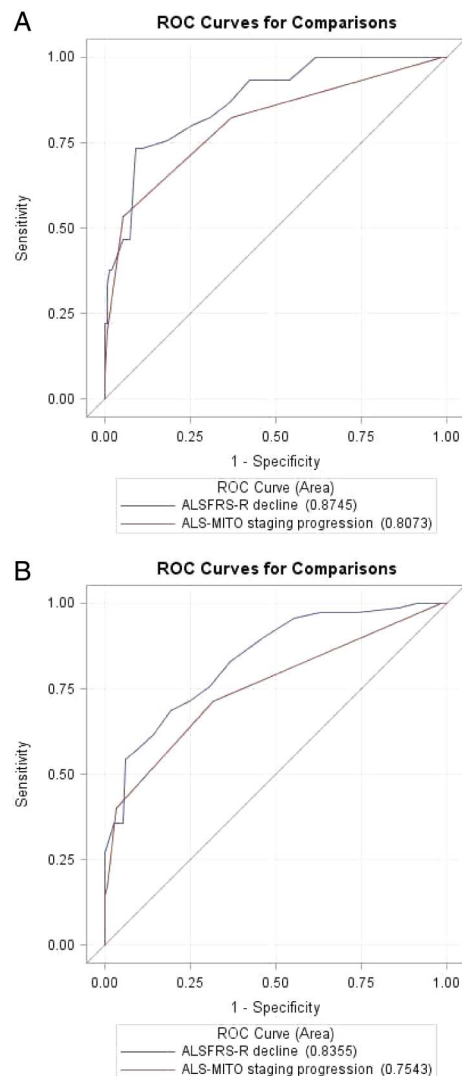 A
ROC Curves for Comparisons
1.00
0.75
0.50
0.25
0.00
Sensitivity
0.00 0.25 0.50 0.75 1.00
1 - Specificity
ROC Curve (Area)
ALSFRS-R decline (0.8745)
ALS-MITO staging progression (0.8073)
B
ROC Curves for Comparisons
1.00
0.75
0.50
0.25
0.00
Sensitivity
0.00 0.25 0.50 0.75 1.00
1 - Specificity
ROC Curve (Area)
ALSFRS-R decline (0.8355)
ALS-MITO staging progression (0.7543)